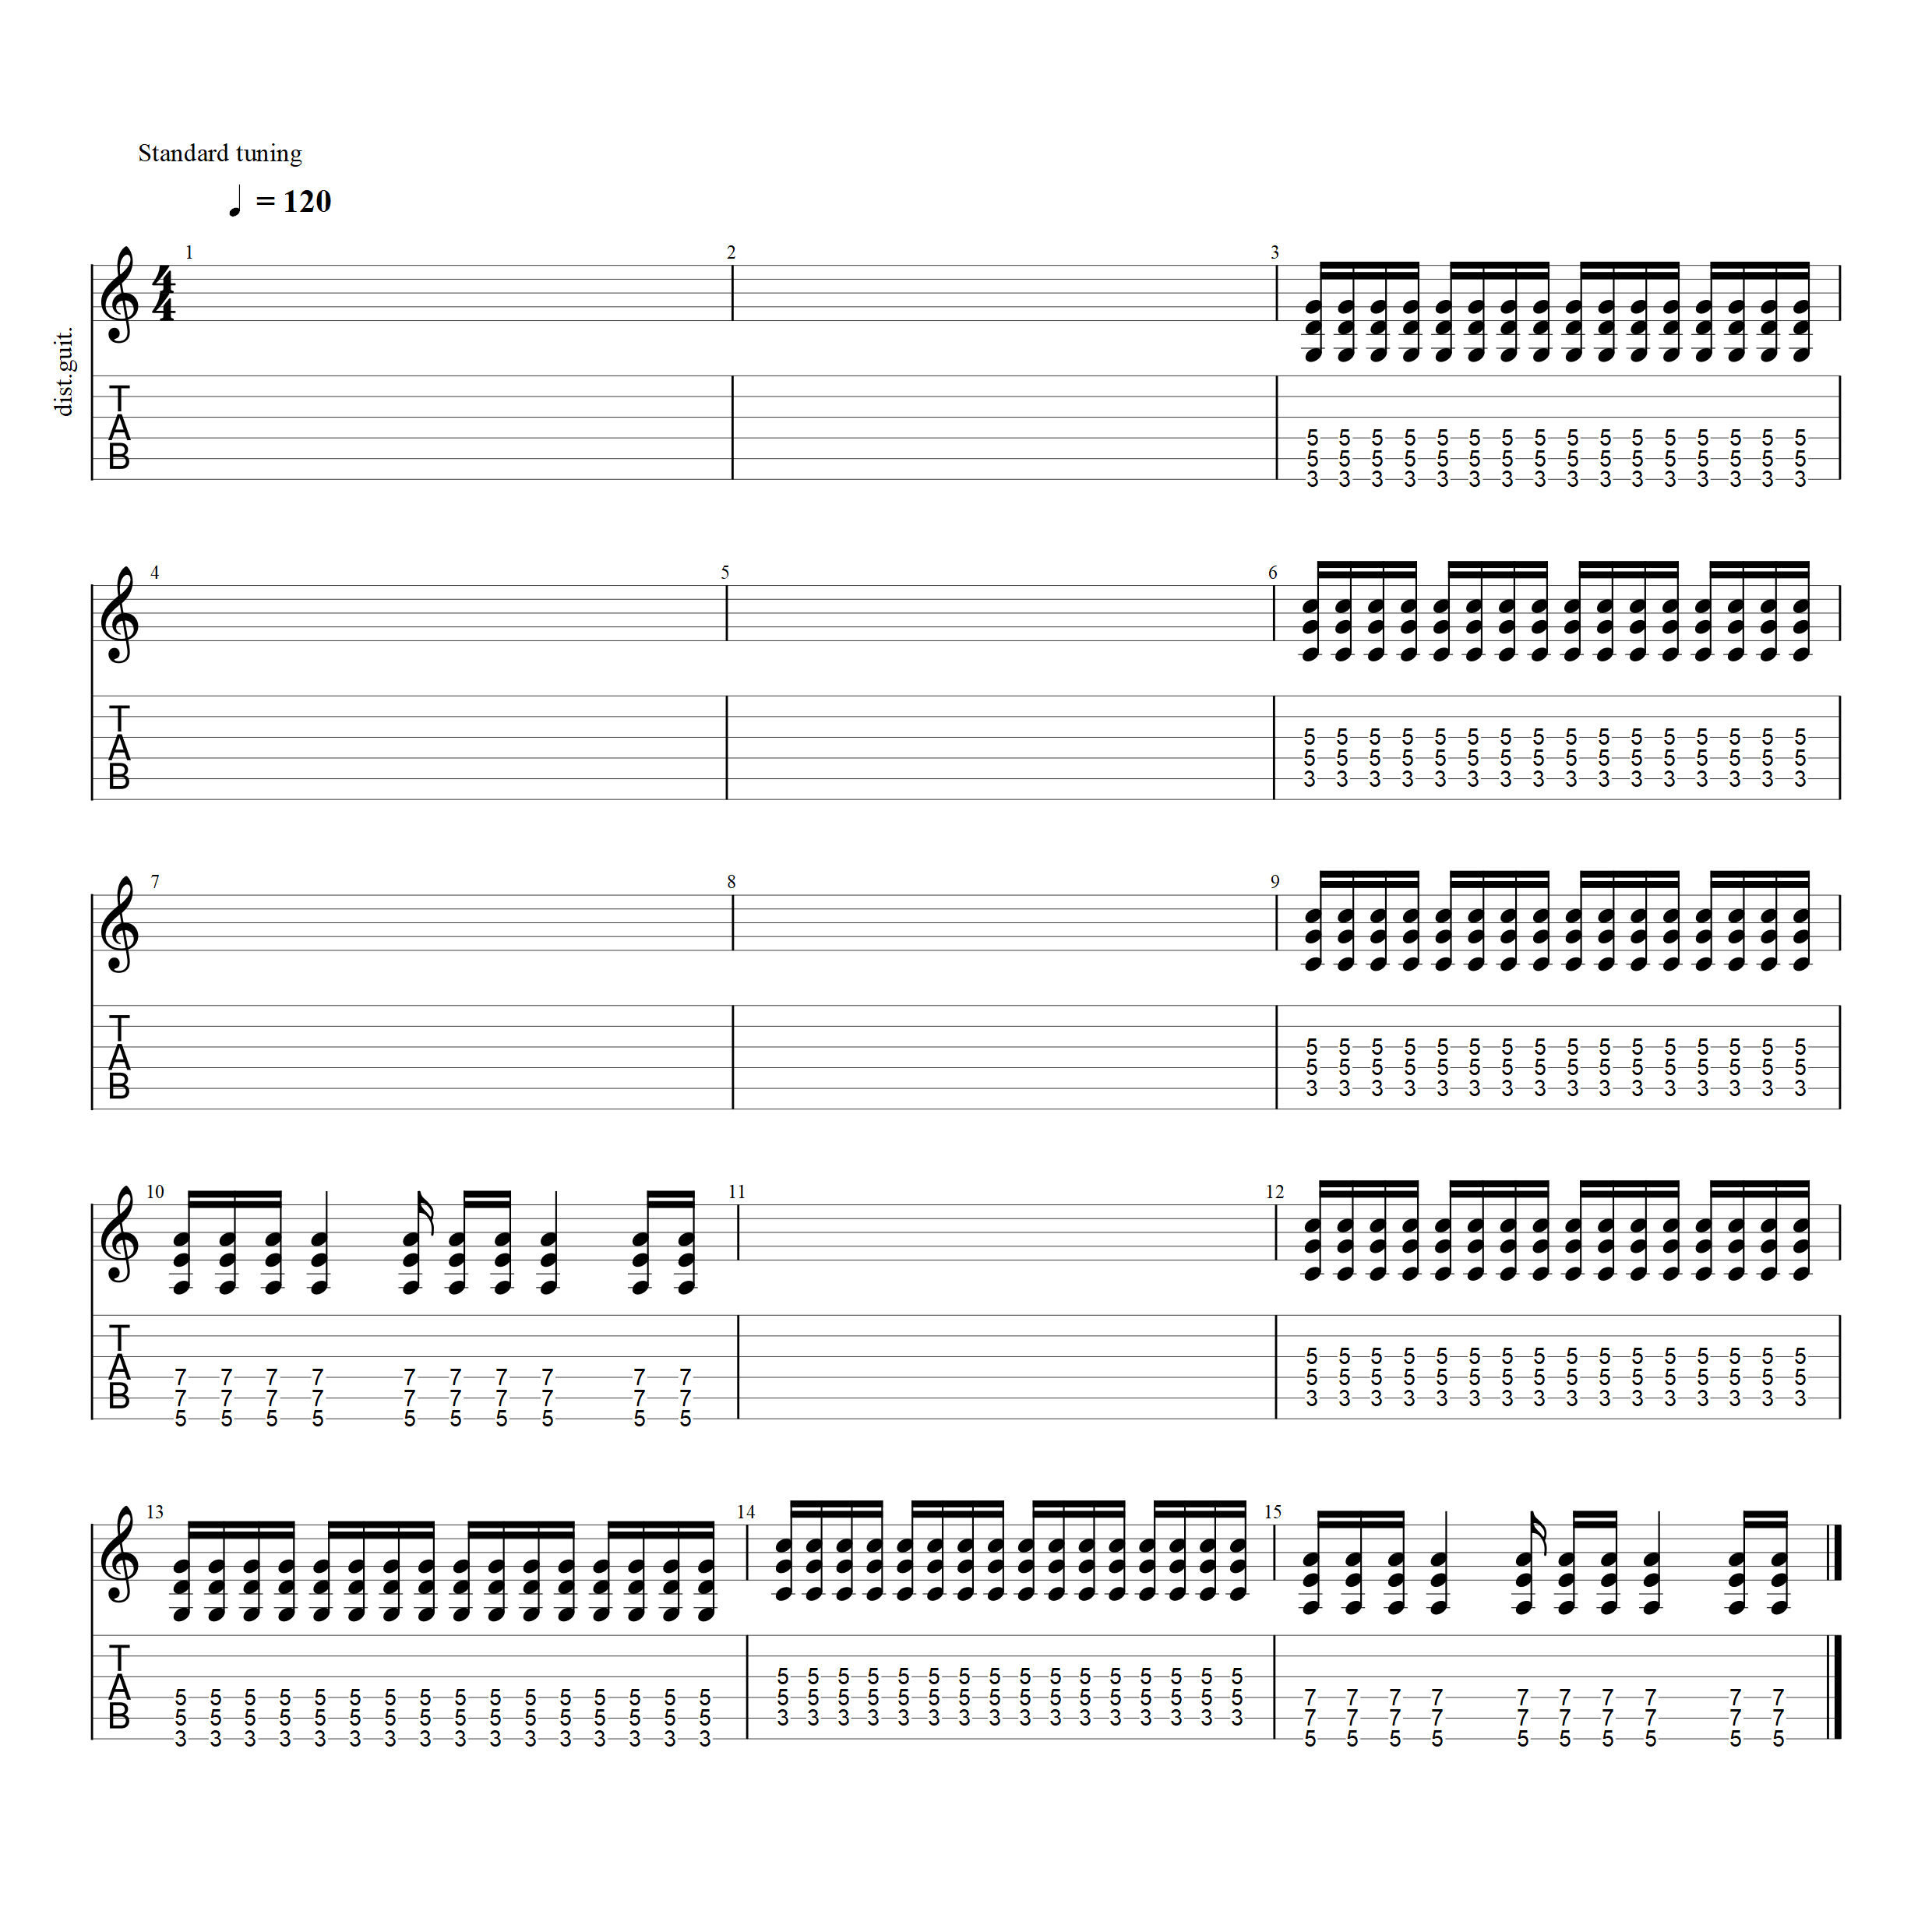 Standard tuning
= 120
dist.guit.
4
4
1 2 3
T
A
B
5 5 5 5 5 5 5 5 5 5 5 5 5 5 5 5
5 5 5 5 5 5 5 5 5 5 5 5 5 5 5 5
3 3 3 3 3 3 3 3 3 3 3 3 3 3 3 3
4 5 6
T
A
B
5 5 5 5 5 5 5 5 5 5 5 5 5 5 5 5
5 5 5 5 5 5 5 5 5 5 5 5 5 5 5 5
3 3 3 3 3 3 3 3 3 3 3 3 3 3 3 3
7 8 9
T
A
B
5 5 5 5 5 5 5 5 5 5 5 5 5 5 5 5
5 5 5 5 5 5 5 5 5 5 5 5 5 5 5 5
3 3 3 3 3 3 3 3 3 3 3 3 3 3 3 3
10 11 12
T
A
B
5 5 5 5 5 5 5 5 5 5 5 5 5 5 5 5
7 7 7 7 7 7 7 7 7 7 5 5 5 5 5 5 5 5 5 5 5 5 5 5 5 5
7 7 7 7 7 7 7 7 7 7 3 3 3 3 3 3 3 3 3 3 3 3 3 3 3 3
5 5 5 5 5 5 5 5 5 5
13 14 15
T
A
B
5 5 5 5 5 5 5 5 5 5 5 5 5 5 5 5
5 5 5 5 5 5 5 5 5 5 5 5 5 5 5 5 5 5 5 5 5 5 5 5 5 5 5 5 5 5 5 5 7 7 7 7 7 7 7 7 7 7
5 5 5 5 5 5 5 5 5 5 5 5 5 5 5 5 3 3 3 3 3 3 3 3 3 3 3 3 3 3 3 3 7 7 7 7 7 7 7 7 7 7
3 3 3 3 3 3 3 3 3 3 3 3 3 3 3 3 5 5 5 5 5 5 5 5 5 5